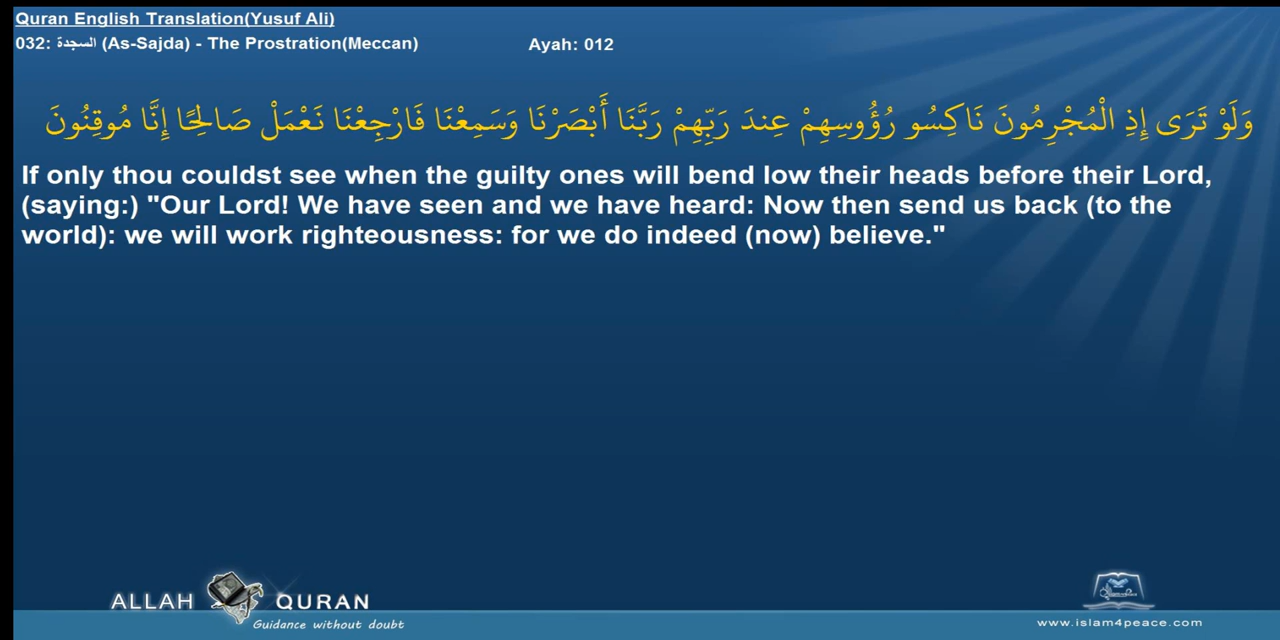 Quran English Translation(Yusuf Ali)
032: السجدة (As-Sajda) - The Prostration(Meccan) Ayah: 012
وَلَوْ تَرَى إِذِ الْمُجْرِمُونَ نَاكِسُو رُؤُوسِهِمْ عِندَ رَبِّهِمْ رَبَّنَا أَبْصَرْنَا وَسَمِعْنَا فَارْجِعْنَا نَعْمَلْ صَالِحًا إِنَّا مُوقِنُونَ
If only thou couldst see when the guilty ones will bend low their heads before their Lord,
(saying:) "Our Lord! We have seen and we have heard: Now then send us back (to the
world): we will work righteousness: for we do indeed (now) believe."
ALLAH QURAN
Guidance without doubt
www.islam4peace.com